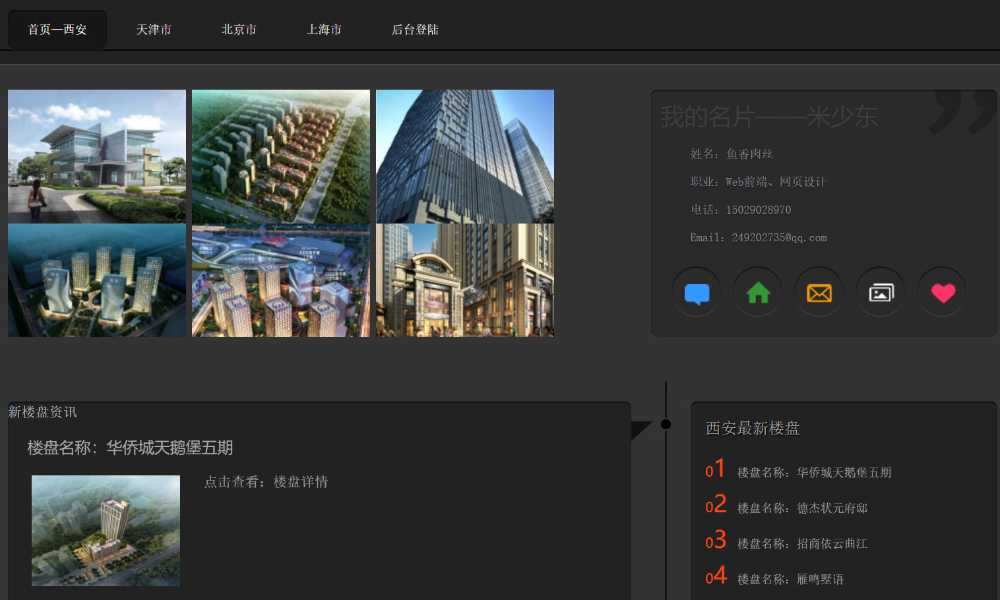 首页—西安 天津市 北京市 上海市 后台登陆
我的名片——米少东
姓名：鱼香肉丝
职业：Web前端、网页设计
电话：15029028970
Email：249202735@qq.com
新楼盘资讯
楼盘名称：华侨城天鹅堡五期
点击查看：楼盘详情
西安最新楼盘
01 楼盘名称：华侨城天鹅堡五期
02 楼盘名称：德杰状元府邸
03 楼盘名称：招商依云曲江
04 楼盘名称：雁鸣墅语